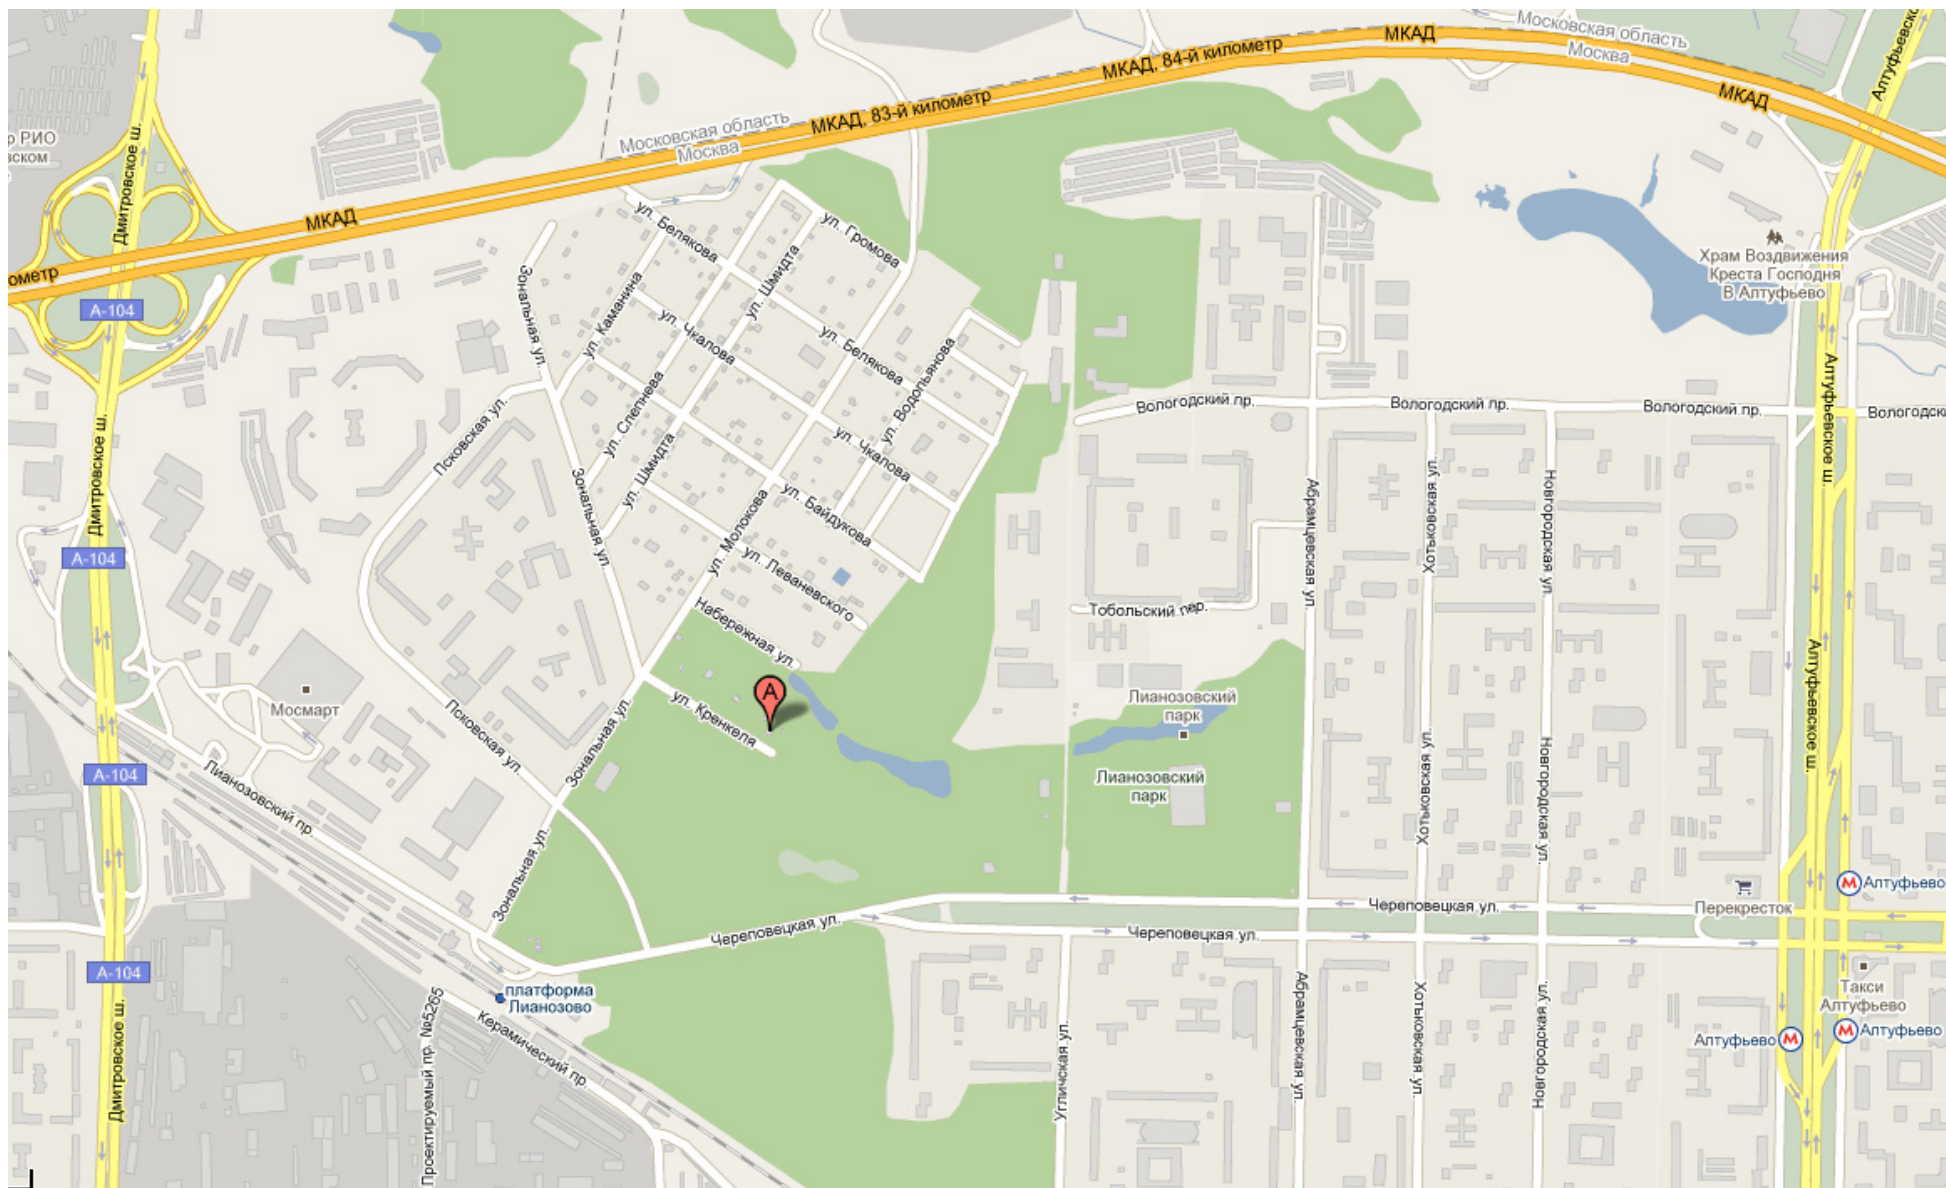 Московская область
Москва
МКАД
МКАД, 84-й километр
МКАД, 83-й километр
МКАД
Алтуфьевско
Московская область
Москва
р РИО
вском
е
Дмитровское ш.
МКАД
ометр
А-104
ул. Белякова
ул. Громова
Зональная ул.
ул. Каманина
ул. Шмидта
ул. Чкалова
ул. Белякова
ул. Водопьянова
Храм Воздвижения
Креста Господня
В Алтуфьево
Псковская ул.
ул. Слепнева
ул. Шмидта
ул. Чкалова
Вологодский пр.
Вологодский пр.
Вологодский пр.
Вологодски
Алтуфьевское ш.
Дмитровское ш.
А-104
Зональная ул.
ул. Молокова
ул. Байдукова
ул. Леваневского
Набережная ул.
Абрамцевская ул.
Хотьковская ул.
Новгородская ул.
Тобольский пер.
Алтуфьевское ш.
Мосмарт
A
ул. Кренкеля
Лианозовский
парк
Лианозовский
парк
Псковская ул.
Зональная ул.
Хотьковская ул.
Новгородская ул.
А-104
Лианозовский пр.
Зональная ул.
М Алтуфьево
Череповецкая ул.
Перекресток
Череповецкая ул.
Череповецкая ул.
А-104
платформа
Лианозово
Такси
Алтуфьево
Дмитровское ш.
Проектируемый пр. №5265
Керамический пр.
Угличская ул.
Абрамцевская ул.
Хотьковская ул.
Новгородская ул.
Алтуфьево М
М Алтуфьево